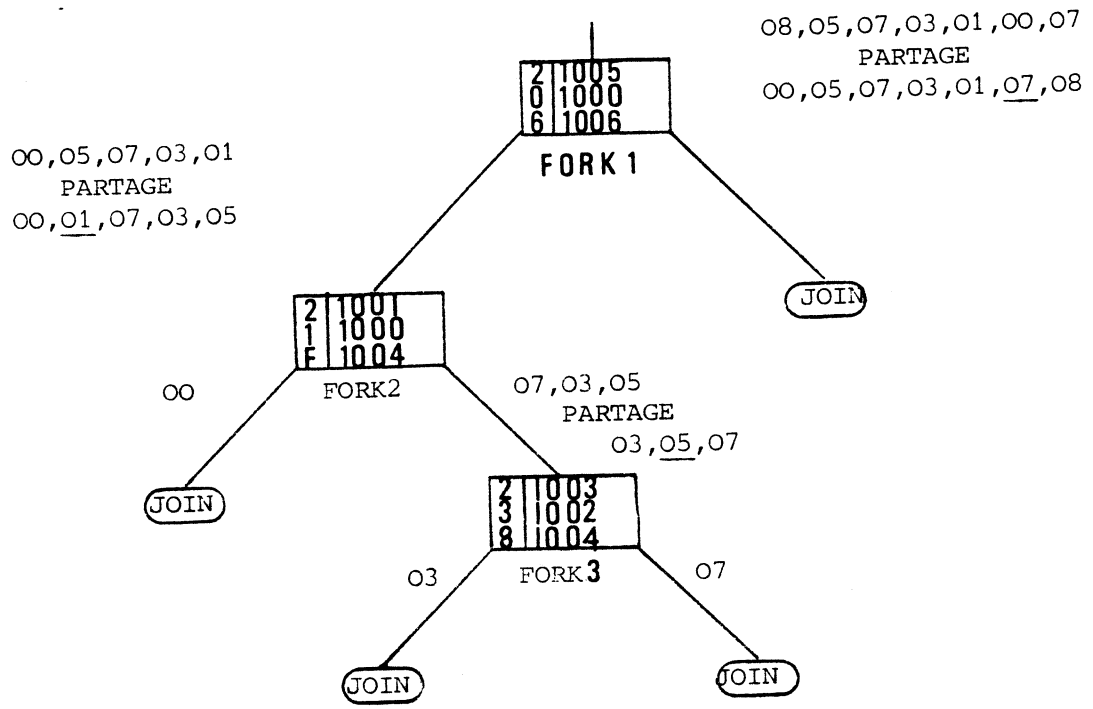 08,05,07,03,01,00,07
PARTAGE
00,05,07,03,01,07,08
2 1005
0 1000
6 1006
FORK 1
00,05,07,03,01
PARTAGE
00,01,07,03,05
JOIN
2 1001
1 1000
F 1004
FORK2
00
07,03,05
PARTAGE
03,05,07
JOIN
2 1003
3 1002
8 1004
FORK3
03
07
JOIN
JOIN